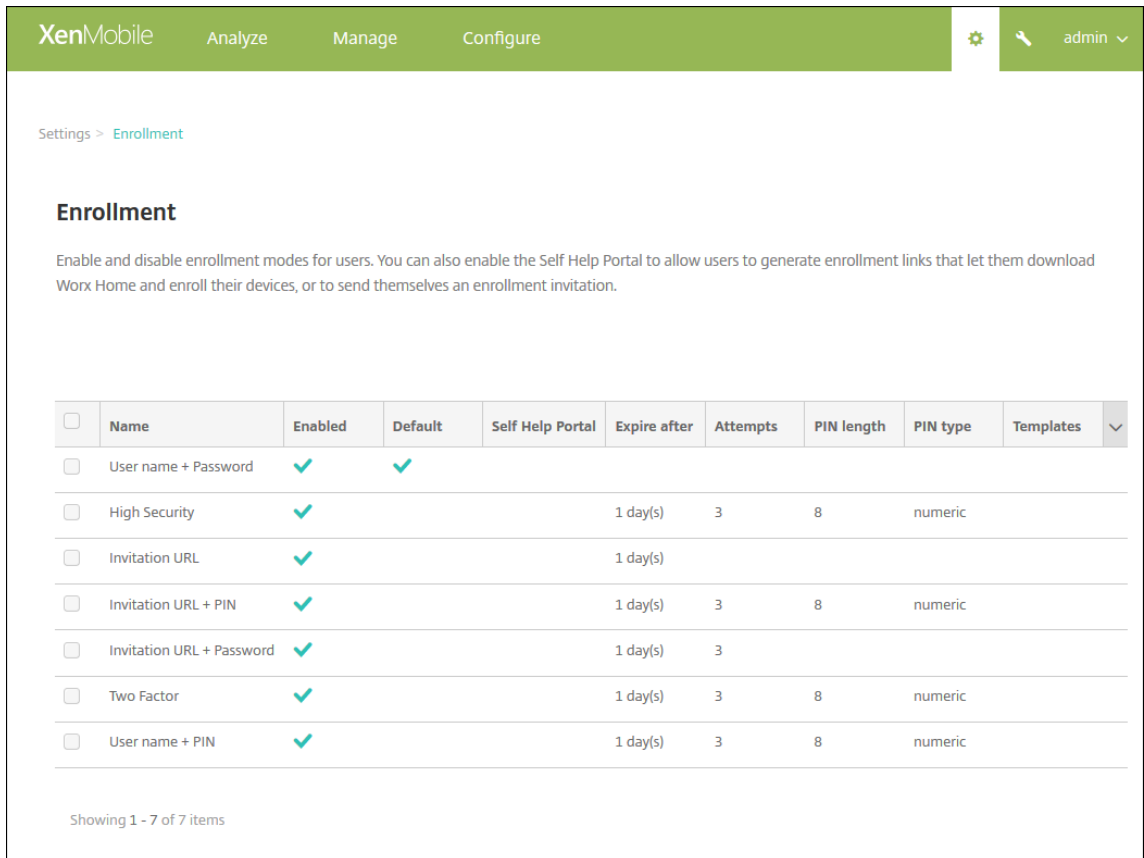 XenMobile Analyze Manage Configure admin
Settings > Enrollment
Enrollment
Enable and disable enrollment modes for users. You can also enable the Self Help Portal to allow users to generate enrollment links that let them download
Worx Home and enroll their devices, or to send themselves an enrollment invitation.
Name Enabled Default Self Help Portal Expire after Attempts PIN length PIN type Templates
User name + Password
High Security 1 day(s) 3 8 numeric
Invitation URL 1 day(s)
Invitation URL + PIN 1 day(s) 3 8 numeric
Invitation URL + Password 1 day(s) 3
Two Factor 1 day(s) 3 8 numeric
User name + PIN 1 day(s) 3 8 numeric
Showing 1 - 7 of 7 items